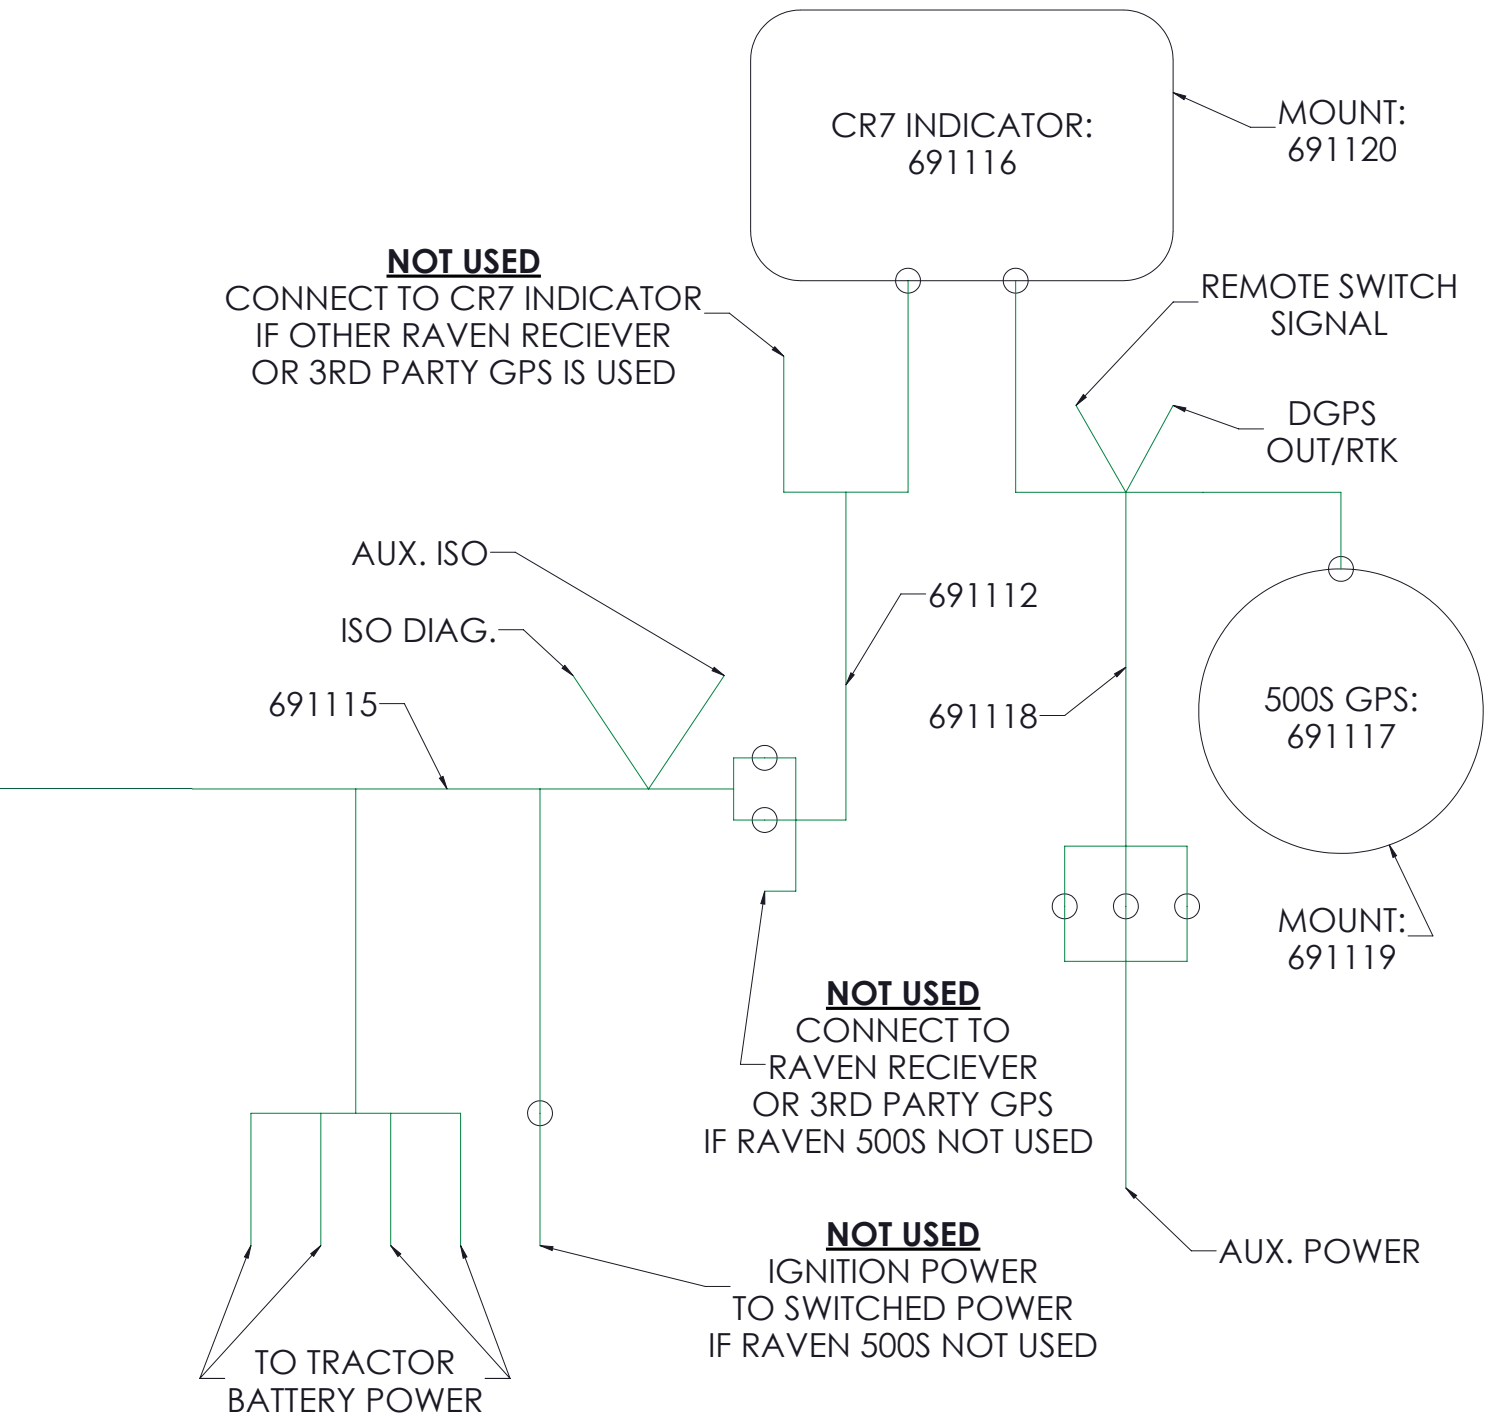 CR7 INDICATOR:
691116
MOUNT:
691120
NOT USED
CONNECT TO CR7 INDICATOR
IF OTHER RAVEN RECIEVER
OR 3RD PARTY GPS IS USED
REMOTE SWITCH
SIGNAL
DGPS
OUT/RTK
AUX. ISO
ISO DIAG.
691115
691112
691118
500S GPS:
691117
MOUNT:
691119
NOT USED
CONNECT TO
RAVEN RECIEVER
OR 3RD PARTY GPS
IF RAVEN 500S NOT USED
NOT USED
IGNITION POWER
TO SWITCHED POWER
IF RAVEN 500S NOT USED
AUX. POWER
TO TRACTOR
BATTERY POWER